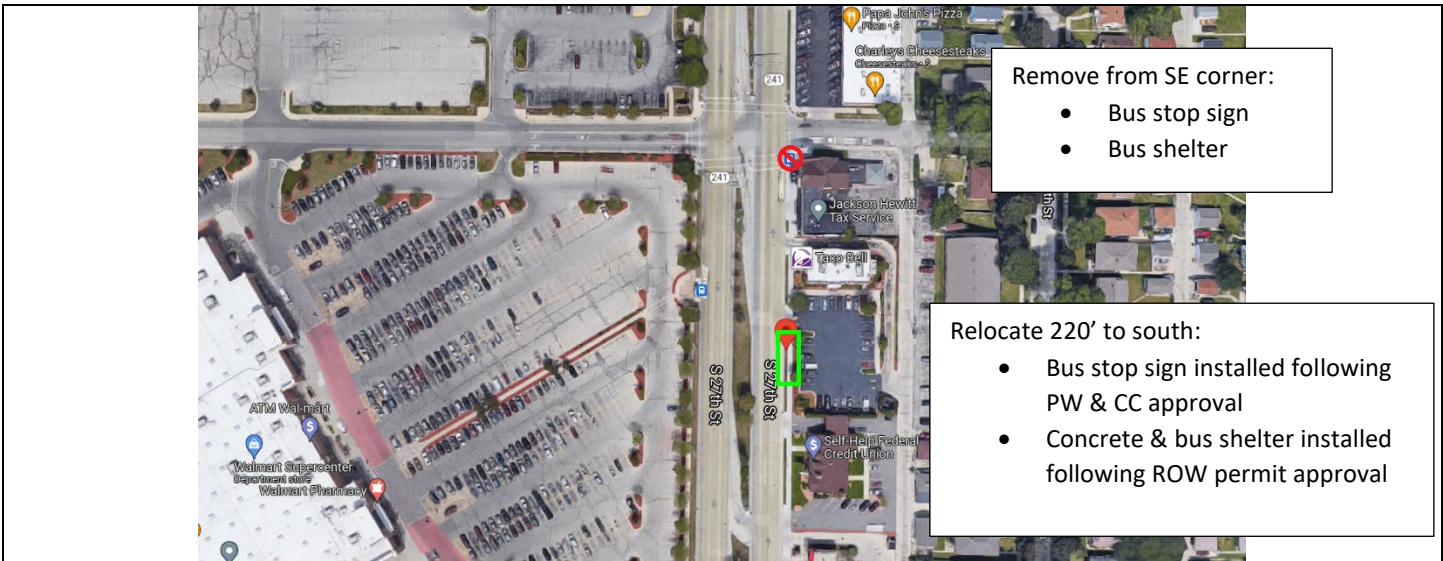 Papa John's Pizza
Pizza · $
Charleys Cheesesteaks
Cheesesteaks · $
241
241
Remove from SE corner:
• Bus stop sign
• Bus shelter
th St
Jackson Hewitt
Tax Service
Taco Bell
Relocate 220’ to south:
• Bus stop sign installed following
PW & CC approval
• Concrete & bus shelter installed
following ROW permit approval
S 27th St
S 27th St
ATM Wal-mart
Walmart Supercenter
Department store
Walmart Pharmacy
Self-Help Federal
Credit Union